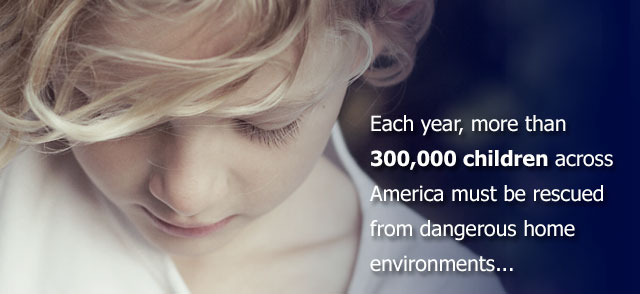 Each year, more than
300,000 children across
America must be rescued
from dangerous home
environments...